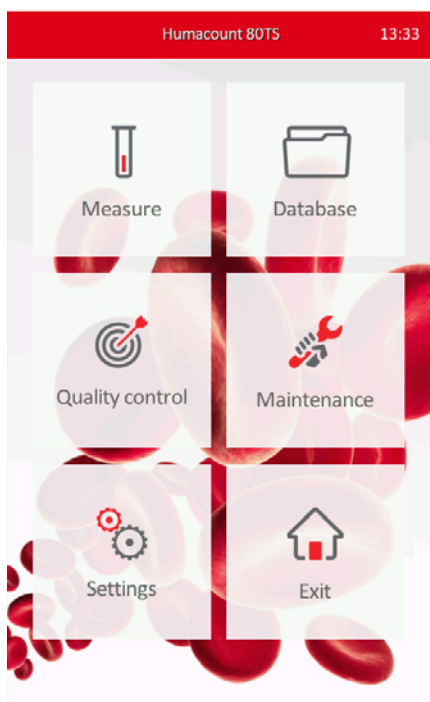 Humacount 80TS 13:33
Measure Database
Quality control Maintenance
Settings Exit